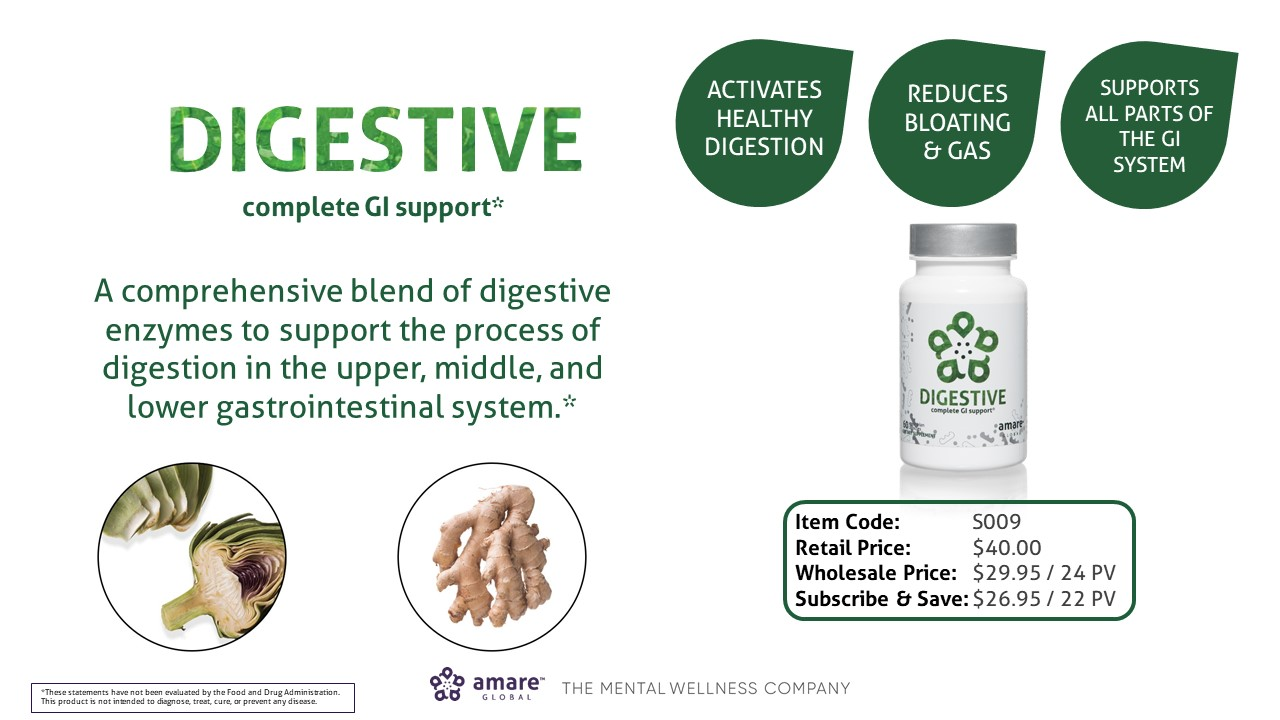 DIGESTIVE
complete GI support*
A comprehensive blend of digestive
enzymes to support the process of
digestion in the upper, middle, and
lower gastrointestinal system.*
ACTIVATES
HEALTHY
DIGESTION
REDUCES
BLOATING
& GAS
SUPPORTS
ALL PARTS OF
THE GI
SYSTEM
DIGESTIVE
complete GI support*
60
amare
Item Code: S009
Retail Price: $40.00
Wholesale Price: $29.95 / 24 PV
Subscribe & Save: $26.95 / 22 PV
*These statements have not been evaluated by the Food and Drug Administration.
This product is not intended to diagnose, treat, cure, or prevent any disease.
amare™
GLOBAL
THE MENTAL WELLNESS COMPANY